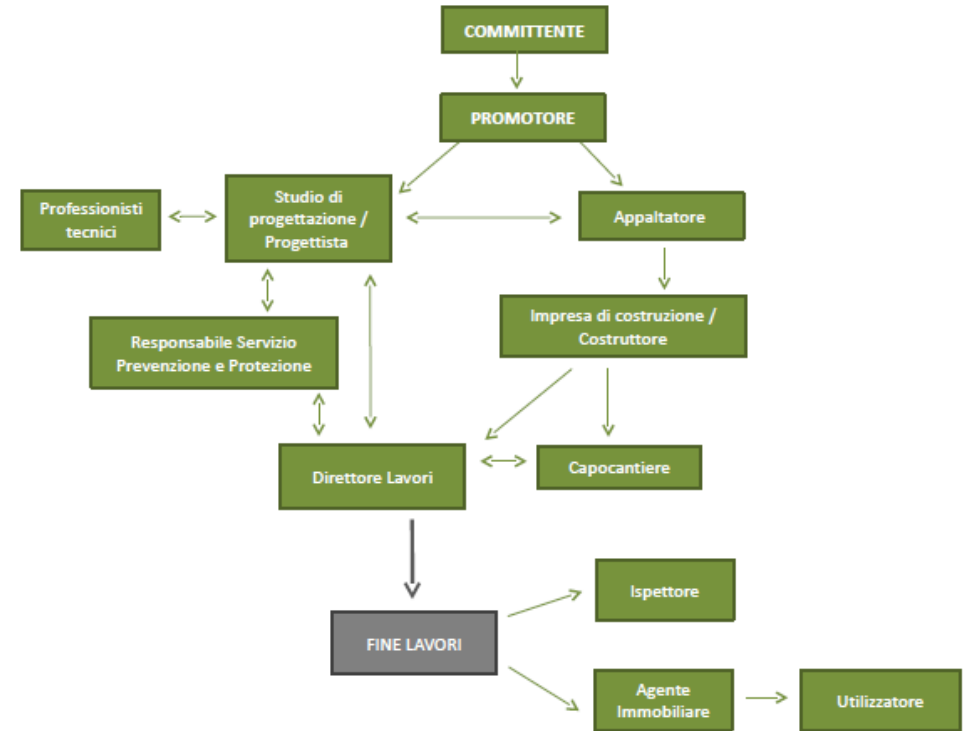 COMMITTENTE
PROMOTORE
Professionisti
tecnici
Studio di
progettazione /
Progettista
Appaltatore
Responsabile Servizio
Prevenzione e Protezione
Impresa di costruzione /
Costruttore
Direttore Lavori
Capocantiere
FINE LAVORI
Ispettore
Agente
Immobiliare
Utilizzatore